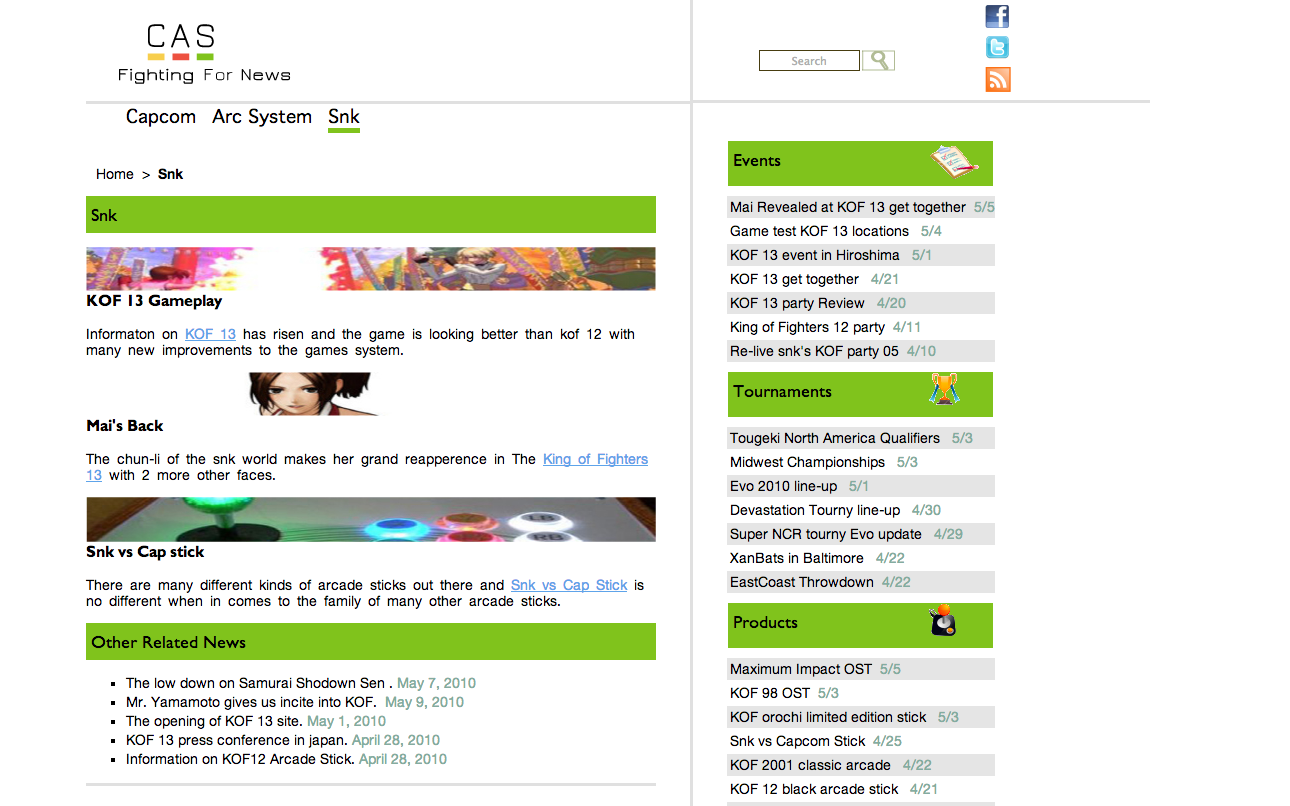 CAS
Fighting For News
Search
Capcom Arc System Snk
Home > Snk
Snk
KOF 13 Gameplay
Informaton on KOF 13 has risen and the game is looking better than kof 12 with
many new improvements to the games system.
Mai's Back
The chun-li of the snk world makes her grand reapperence in The King of Fighters
13 with 2 more other faces.
LB
RB
Snk vs Cap stick
There are many different kinds of arcade sticks out there and Snk vs Cap Stick is
no different when in comes to the family of many other arcade sticks.
Other Related News
The low down on Samurai Shodown Sen . May 7, 2010
Mr. Yamamoto gives us incite into KOF. May 9, 2010
The opening of KOF 13 site. May 1, 2010
KOF 13 press conference in japan. April 28, 2010
Information on KOF12 Arcade Stick. April 28, 2010
Events
Mai Revealed at KOF 13 get together 5/5
Game test KOF 13 locations 5/4
KOF 13 event in Hiroshima 5/1
KOF 13 get together 4/21
KOF 13 party Review 4/20
King of Fighters 12 party 4/11
Re-live snk's KOF party 05 4/10
Tournaments
Tougeki North America Qualifiers 5/3
Midwest Championships 5/3
Evo 2010 line-up 5/1
Devastation Tourny line-up 4/30
Super NCR tourny Evo update 4/29
XanBats in Baltimore 4/22
EastCoast Throwdown 4/22
Products
Maximum Impact OST 5/5
KOF 98 OST 5/3
KOF orochi limited edition stick 5/3
Snk vs Capcom Stick 4/25
KOF 2001 classic arcade 4/22
KOF 12 black arcade stick 4/21